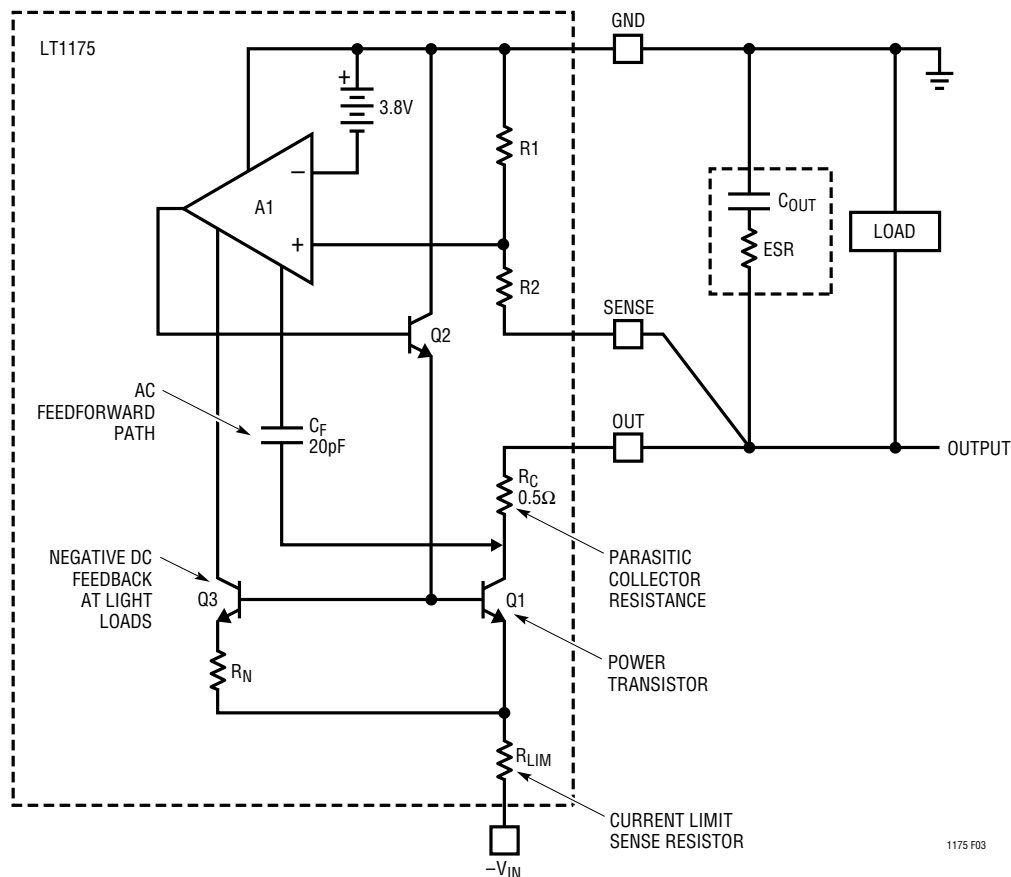 GND
LT1175
+
3.8V
R1
−
A1
COUT
+
ESR
LOAD
R2
SENSE
Q2
AC
FEEDFORWARD
PATH
CF
20pF
OUT
OUTPUT
RC
0.5Ω
NEGATIVE DC
FEEDBACK
AT LIGHT
LOADS
PARASITIC
COLLECTOR
RESISTANCE
Q3
Q1
RN
POWER
TRANSISTOR
RLIM
CURRENT LIMIT
SENSE RESISTOR
−VIN
1175 F03